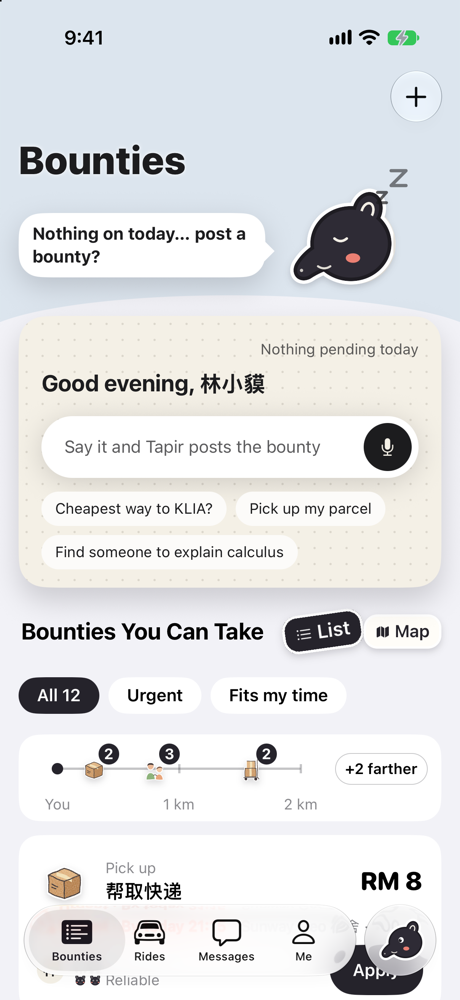 9:41
Bounties
z
z
Nothing on today... post a
bounty?
Nothing pending today
Good evening, 林小貘
Say it and Tapir posts the bounty
Cheapest way to KLIA?
Pick up my parcel
Find someone to explain calculus
Bounties You Can Take
List
Map
All 12
Urgent
Fits my time
2
3
2
+2 farther
You
1 km
2 km
Pick up
帮取快递
RM 8
Bounties
Rides
Messages
Me
Reliable